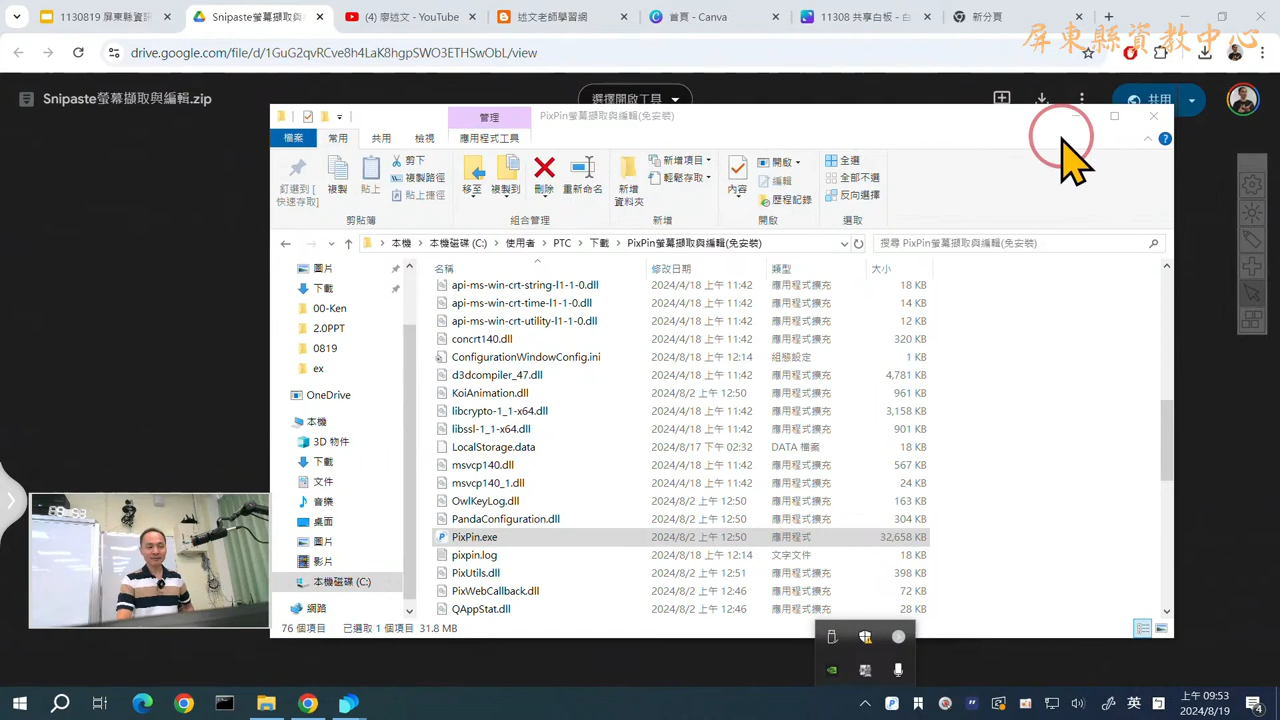 1130819 屏東縣資訊
Snipaste螢幕擷取與
(4) 廖述文 - YouTube
述文老師學習網
首頁 - Canva
11308 共享白板 - 白
新分頁
屏東縣資教中心
drive.google.com/file/d/1GuG2qvRCve8h4LaK8hgpSW03ETHSwObL/view
Snipaste螢幕擷取與編輯.zip
選擇開啟工具
共用
管理
PixPin螢幕擷取與編輯(免安裝)
檔案
常用
共用
檢視
應用程式工具
釘選到 [
快速存取]
複製
貼上
剪下
複製路徑
貼上捷徑
剪貼簿
移至
複製到
刪除
重新命名
組合管理
新增
資料夾
新增項目
輕鬆存取
新增
內容
開啟
編輯
歷程記錄
開啟
全選
全部不選
反向選擇
選取
本機 > 本機磁碟 (C:) > 使用者 > PTC > 下載 > PixPin螢幕擷取與編輯(免安裝)
搜尋 PixPin螢幕擷取與編輯(免安裝)
圖片
下載
00-Ken
2.0PPT
0819
ex
OneDrive
本機
3D 物件
下載
文件
音樂
桌面
圖片
影片
本機磁碟 (C:)
網路
名稱 修改日期 類型 大小
api-ms-win-crt-string-l1-1-0.dll 2024/4/18 上午 11:42 應用程式擴充 18 KB
api-ms-win-crt-time-l1-1-0.dll 2024/4/18 上午 11:42 應用程式擴充 14 KB
api-ms-win-crt-utility-l1-1-0.dll 2024/4/18 上午 11:42 應用程式擴充 12 KB
concrt140.dll 2024/4/18 上午 11:42 應用程式擴充 320 KB
ConfigurationWindowConfig.ini 2024/8/18 上午 12:14 組態設定 1 KB
d3dcompiler_47.dll 2024/4/18 上午 11:42 應用程式擴充 4,781 KB
KoiAnimation.dll 2024/8/2 上午 12:50 應用程式擴充 961 KB
libcrypto-1_1-x64.dll 2024/4/18 上午 11:42 應用程式擴充 3,158 KB
libssl-1_1-x64.dll 2024/4/18 上午 11:42 應用程式擴充 901 KB
LocalStorage.data 2024/8/17 下午 02:32 DATA 檔案 18 KB
msvcp140.dll 2024/4/18 上午 11:42 應用程式擴充 567 KB
msvcp140_1.dll 2024/4/18 上午 11:42 應用程式擴充 24 KB
OwlKeyLog.dll 2024/8/2 上午 12:50 應用程式擴充 163 KB
PandaConfiguration.dll 2024/8/2 上午 12:50 應用程式擴充 304 KB
PixPin.exe 2024/8/2 上午 12:50 應用程式 32,658 KB
pixpin.log 2024/8/18 上午 12:14 文字文件 18 KB
PixUtils.dll 2024/8/2 上午 12:51 應用程式擴充 398 KB
PixWebCallback.dll 2024/8/2 上午 12:46 應用程式擴充 72 KB
QAppStat.dll 2024/8/2 上午 12:46 應用程式擴充 28 KB
76 個項目 已選取 1 個項目 31.8 MB
英
上午 09:53
2024/8/19
4